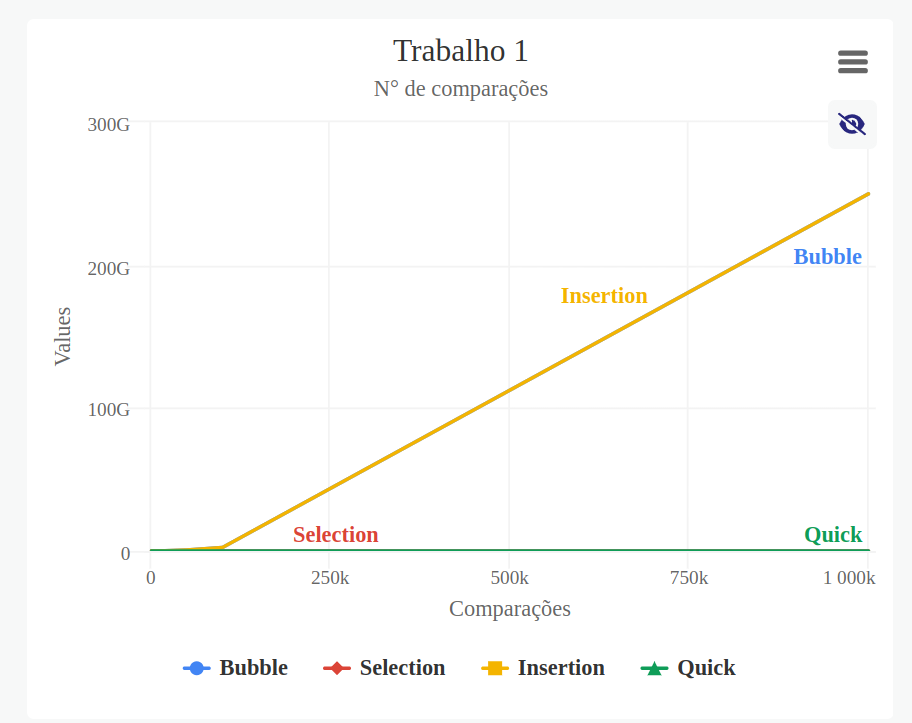 Trabalho 1
N° de comparações
300G
200G
100G
0
Values
Bubble
Insertion
Selection
Quick
0
250k
500k
750k
1 000k
Comparações
Bubble
Selection
Insertion
Quick